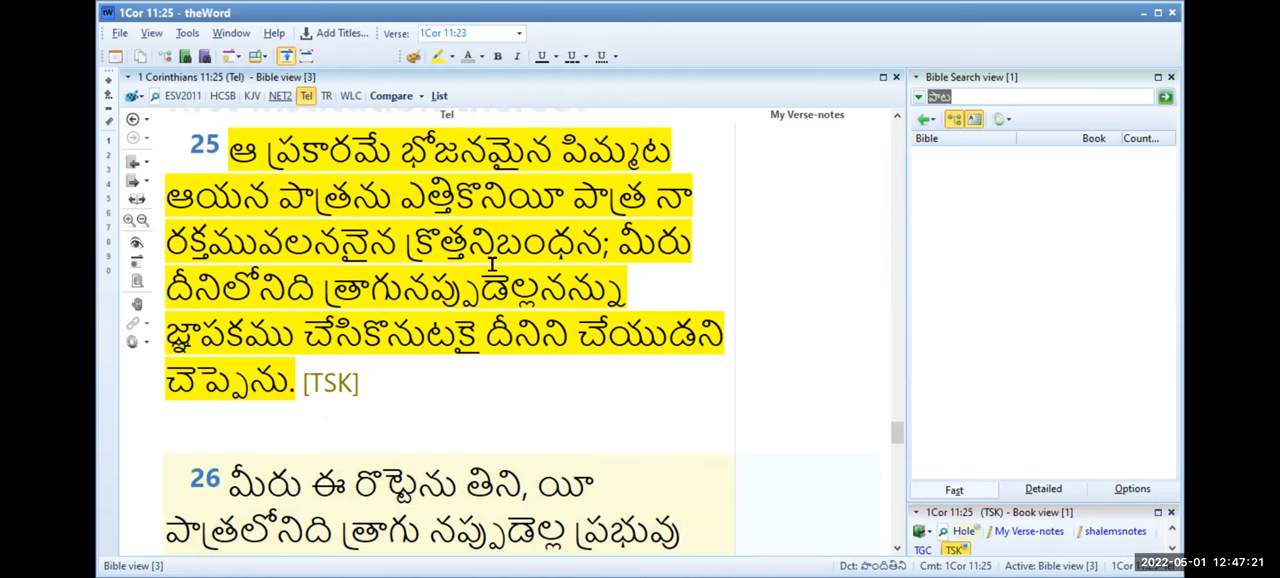 1Cor 11:25 - theWord
File View Tools Window Help Add Titles... Verse: 1Cor 11:23
1 Corinthians 11:25 (Tel) - Bible view [3]
ESV2011 HCSB KJV NET2 Tel TR WLC Compare List
Tel My Verse-notes
25 ఆ ప్రకారమే భోజనమైన పిమ్మట
ఆయన పాత్రను ఎత్తికొనియీ పాత్ర నా
రక్తమువలననైన క్రొత్తనిబంధన; మీరు
దీనిలోనిది త్రాగునప్పుడెల్లనన్ను
జ్ఞాపకము చేసికొనుటకై దీనిని చేయుడని
చెప్పెను. [TSK]
26 మీరు ఈ రొట్టెను తిని, యీ
పాత్రలోనిది త్రాగు నప్పుడెల్ల ప్రభువు
Bible Search view [1]
పాట
Bible Book Count...
Fast Detailed Options
1Cor 11:25 (TSK) - Book view [1]
Hole My Verse-notes shalemsnotes
TGC TSK
Bible view [3] Dct: పొందితిని Cmt: 1Cor 11:25 Active: Bible view [3] 1Cor
2022-05-01 12:47:21